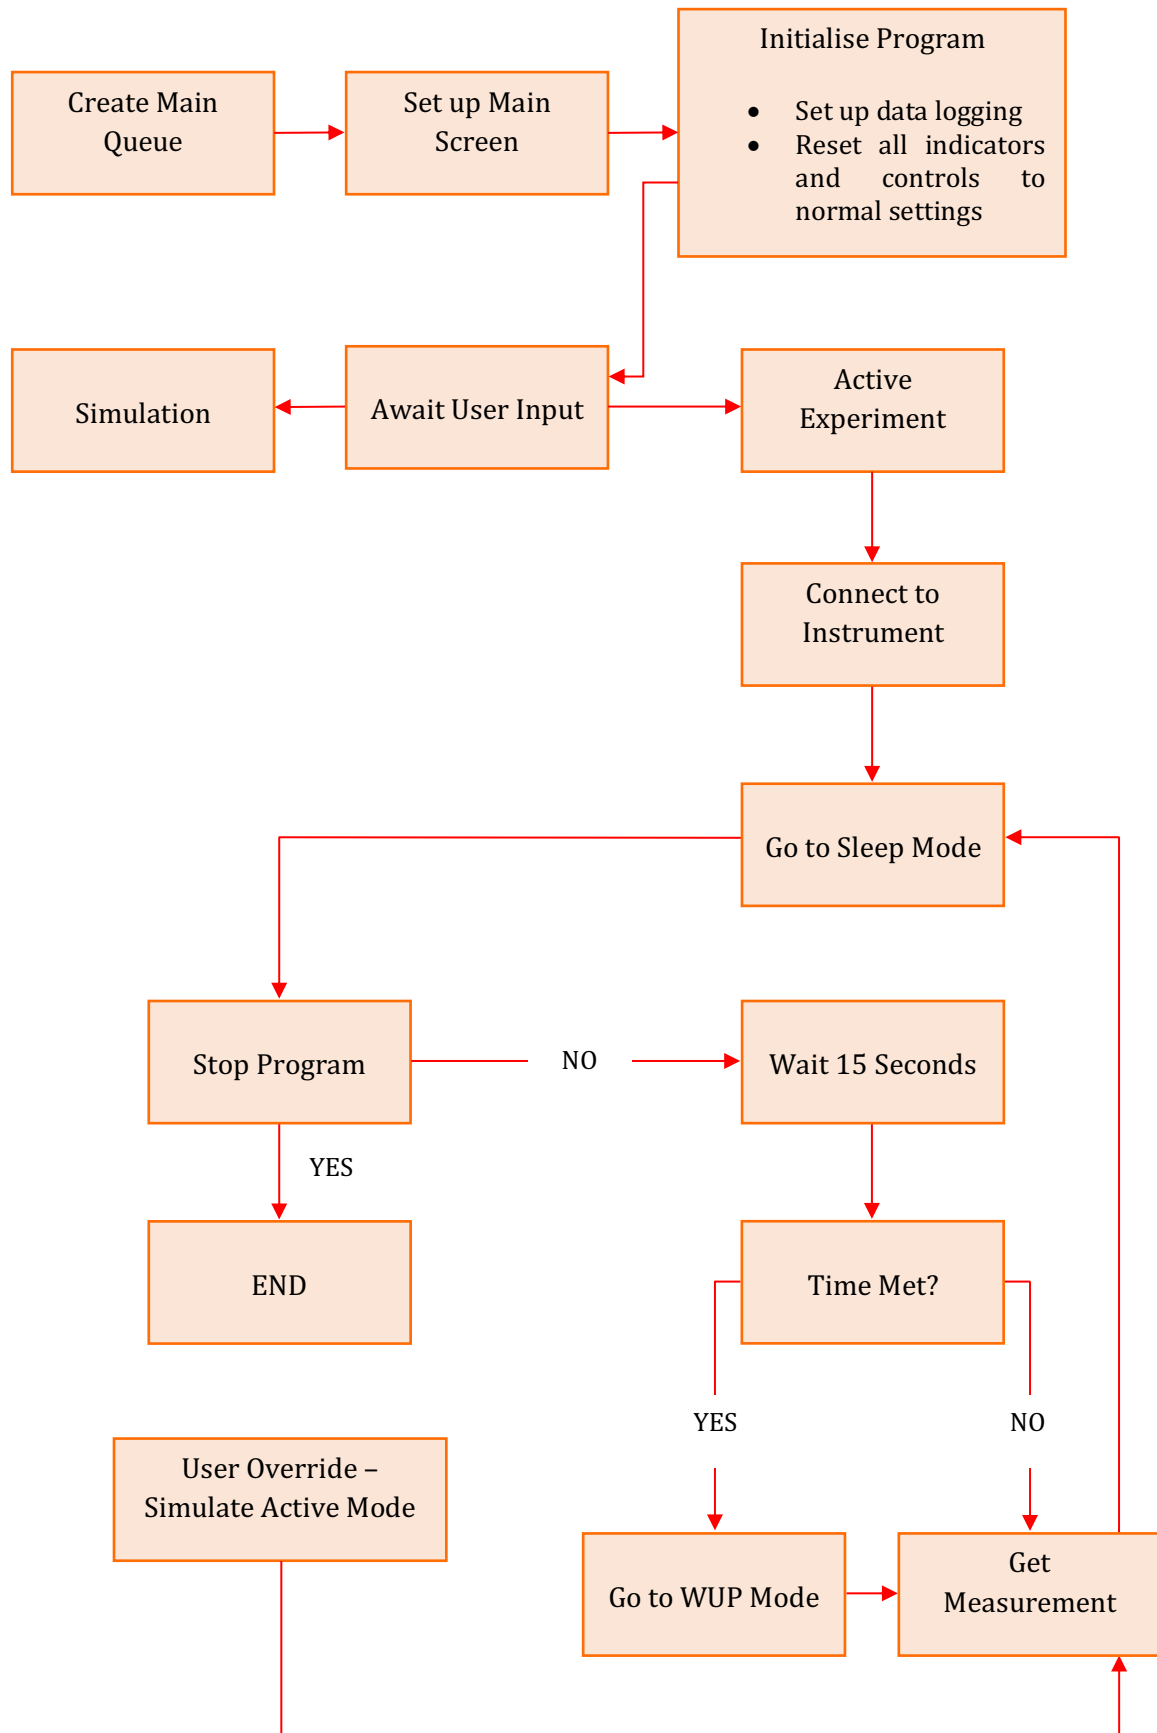 Create Main
Queue
Set up Main
Screen
Initialise Program
• Set up data logging
• Reset all indicators
and controls to
normal settings
Simulation
Await User Input
Active
Experiment
Connect to
Instrument
Go to Sleep Mode
Stop Program
NO
Wait 15 Seconds
YES
END
Time Met?
YES
NO
User Override –
Simulate Active Mode
Go to WUP Mode
Get
Measurement